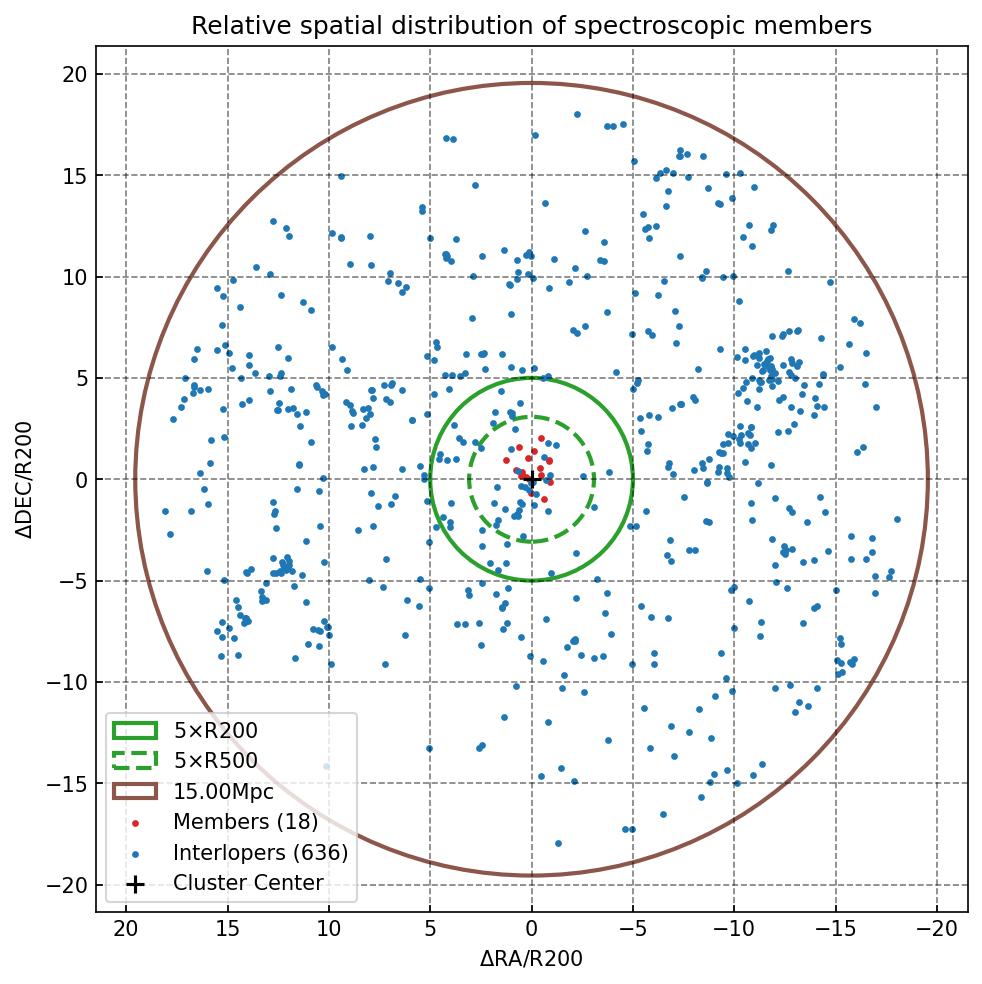 Relative spatial distribution of spectroscopic members
20
15
10
5
0
−5
−10
−15
−20
ΔDEC/R200
5×R200
5×R500
15.00Mpc
Members (18)
Interlopers (636)
Cluster Center
20 15 10 5 0 −5 −10 −15 −20
ΔRA/R200